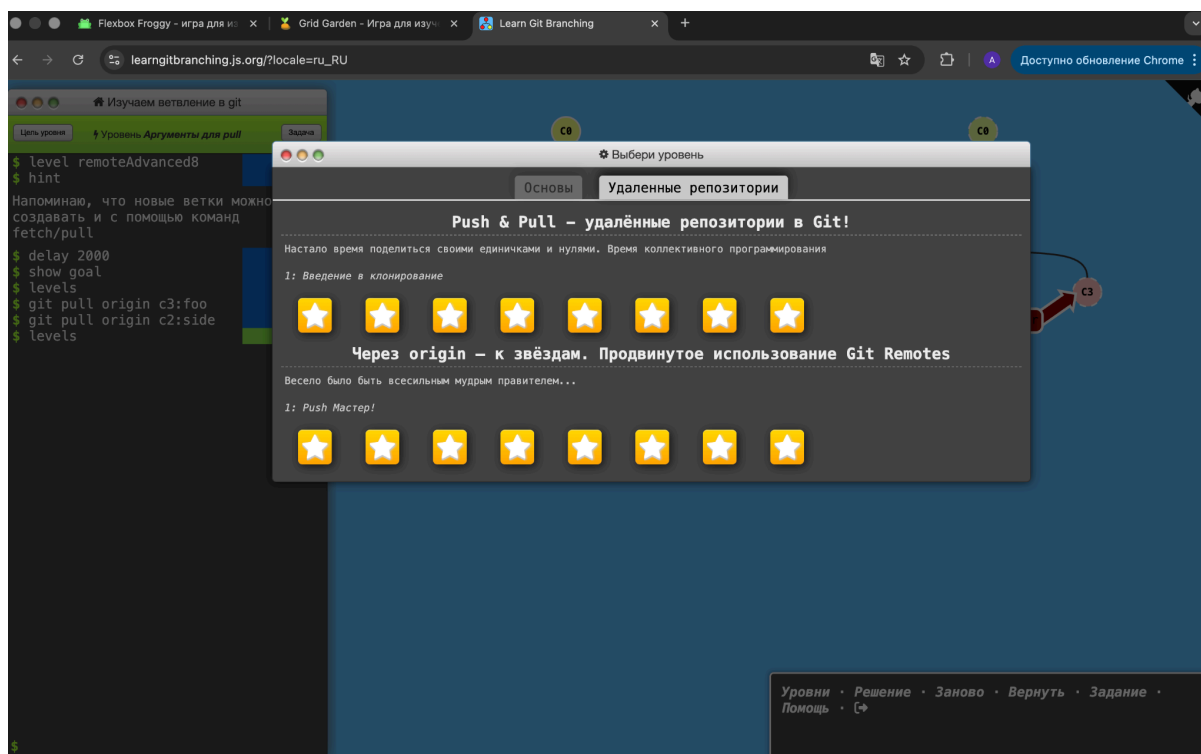 Flexbox Froggy - игра для из
Grid Garden - Игра для изуч
Learn Git Branching
learngitbranching.js.org/?locale=ru_RU
A
Доступно обновление Chrome
Изучаем ветвление в git
Цель уровня
Уровень Аргументы для pull
Задача
$ level remoteAdvanced8
$ hint
Напоминаю, что новые ветки можно
создавать и с помощью команд
fetch/pull
$ delay 2000
$ show goal
$ levels
$ git pull origin c3:foo
$ git pull origin c2:side
$ levels
$
C0
C0
C3
Выбери уровень
Основы
Удаленные репозитории
Push & Pull — удалённые репозитории в Git!
Настало время поделиться своими единичками и нулями. Время коллективного программирования
1: Введение в клонирование
Через origin — к звёздам. Продвинутое использование Git Remotes
Весело было быть всесильным мудрым правителем...
1: Push Мастер!
Уровни · Решение · Заново · Вернуть · Задание ·
Помощь ·